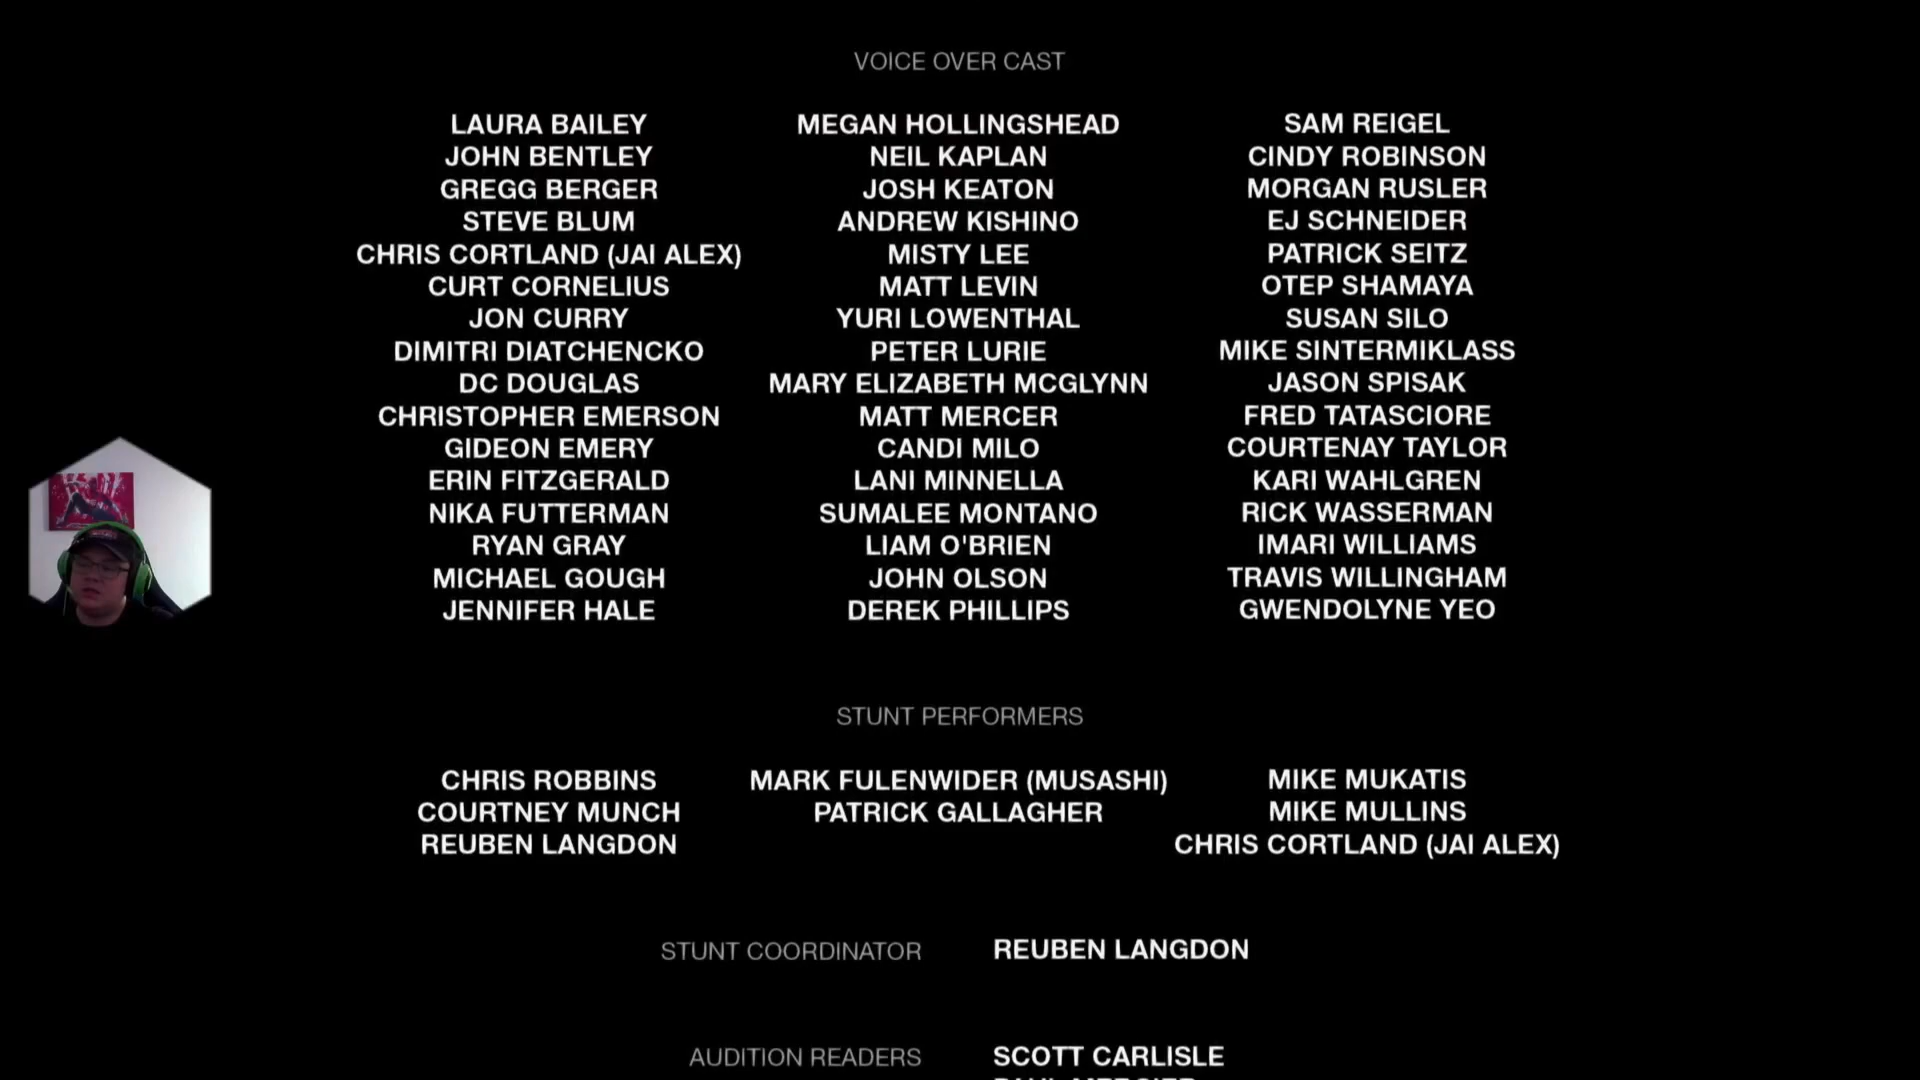 VOICE OVER CAST
LAURA BAILEY
JOHN BENTLEY
GREGG BERGER
STEVE BLUM
CHRIS CORTLAND (JAI ALEX)
CURT CORNELIUS
JON CURRY
DIMITRI DIATCHENCKO
DC DOUGLAS
CHRISTOPHER EMERSON
GIDEON EMERY
ERIN FITZGERALD
NIKA FUTTERMAN
RYAN GRAY
MICHAEL GOUGH
JENNIFER HALE
MEGAN HOLLINGSHEAD
NEIL KAPLAN
JOSH KEATON
ANDREW KISHINO
MISTY LEE
MATT LEVIN
YURI LOWENTHAL
PETER LURIE
MARY ELIZABETH MCGLYNN
MATT MERCER
CANDI MILO
LANI MINNELLA
SUMALEE MONTANO
LIAM O'BRIEN
JOHN OLSON
DEREK PHILLIPS
SAM REIGEL
CINDY ROBINSON
MORGAN RUSLER
EJ SCHNEIDER
PATRICK SEITZ
OTEP SHAMAYA
SUSAN SILO
MIKE SINTERMIKLASS
JASON SPISAK
FRED TATASCIORE
COURTENAY TAYLOR
KARI WAHLGREN
RICK WASSERMAN
IMARI WILLIAMS
TRAVIS WILLINGHAM
GWENDOLYNE YEO
STUNT PERFORMERS
CHRIS ROBBINS
COURTNEY MUNCH
REUBEN LANGDON
MARK FULENWIDER (MUSASHI)
PATRICK GALLAGHER
MIKE MUKATIS
MIKE MULLINS
CHRIS CORTLAND (JAI ALEX)
STUNT COORDINATOR REUBEN LANGDON
AUDITION READERS SCOTT CARLISLE